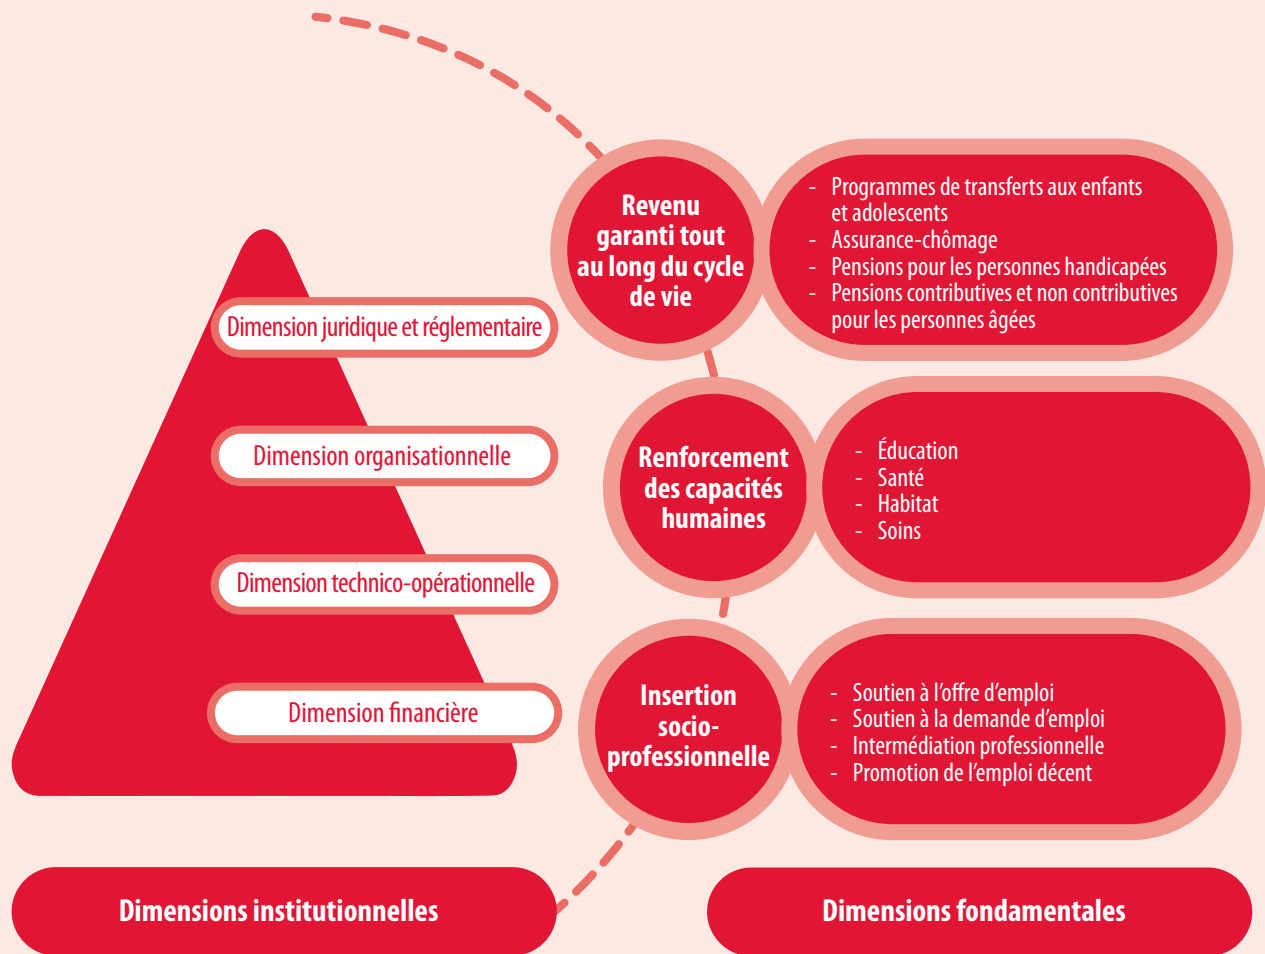 Dimension juridique et réglementaire
Dimension organisationnelle
Dimension technico-opérationnelle
Dimension financière
Dimensions institutionnelles
Revenu
garanti tout
au long du cycle
de vie
- Programmes de transferts aux enfants
et adolescents
- Assurance-chômage
- Pensions pour les personnes handicapées
- Pensions contributives et non contributives
pour les personnes âgées
Renforcement
des capacités
humaines
- Éducation
- Santé
- Habitat
- Soins
Insertion
socio-
professionnelle
- Soutien à l’offre d’emploi
- Soutien à la demande d’emploi
- Intermédiation professionnelle
- Promotion de l’emploi décent
Dimensions fondamentales